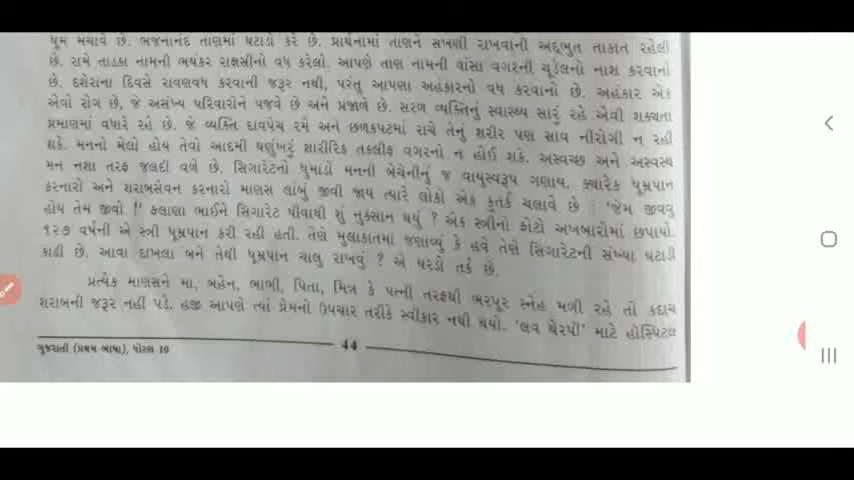 ધૂમ મચાવે છે. ભજનાનંદ તાણમાં ઘટાડો કરે છે. પ્રાર્થનામાં તાણને સખણી રાખવાની અદ્ભુત તાકાત રહેલી
છે. રામે તાડકા નામની ભયંકર રાક્ષસીનો વધ કરેલો. આપણે તાણ નામની વાંસા વગરની ચૂડેલનો નાશ કરવાનો
છે. દશેરાના દિવસે રાવણવધ કરવાની જરૂર નથી, પરંતુ આપણા અહંકારનો વધ કરવાનો છે. અહંકાર એક
એવો રોગ છે, જે અસંખ્ય પરિવારોને પજવે છે અને પ્રજાળે છે. સરળ વ્યક્તિનું સ્વાસ્થ્ય સારું રહે એવી શક્યતા
પ્રમાણમાં વધારે રહે છે. જે વ્યક્તિ દાવપેચ રમે અને છળકપટમાં રાચે તેનું શરીર પણ સાવ નીરોગી ન રહી
શકે. મનનો મેલો હોય તેવો આદમી ઘણુંખરું શારીરિક તકલીફ વગરનો ન હોઈ શકે. અસ્વચ્છ અને અસ્વસ્થ
મન નશા તરફ જલદી વળે છે. સિગારેટનો ધુમાડો મનની બેચેનીનું જ વાયુસ્વરૂપ ગણાય. ક્યારેક ધૂમ્રપાન
કરનારો અને શરાબસેવન કરનારો માણસ લાંબું જીવી જાય ત્યારે લોકો એક કુતર્ક ચલાવે છે : 'જેમ જીવવું
હોય તેમ જીવો !' ફલાણા ભાઈને સિગારેટ પીવાથી શું નુકસાન થયું ? એક સ્ત્રીનો ફોટો અખબારોમાં છપાયો.
૧૨૭ વર્ષની એ સ્ત્રી ધૂમ્રપાન કરી રહી હતી. તેણે મુલાકાતમાં જણાવ્યું કે હવે તેણે સિગારેટની સંખ્યા ઘટાડી
કાઢી છે. આવા દાખલા બને તેથી ધૂમ્રપાન ચાલુ રાખવું ? એ ઘરડો તર્ક છે.
પ્રત્યેક માણસને મા, બહેન, ભાભી, પિતા, મિત્ર કે પત્ની તરફથી ભરપૂર સ્નેહ મળી રહે તો કદાચ
શરાબની જરૂર નહીં પડે. હજી આપણે ત્યાં પ્રેમનો ઉપચાર તરીકે સ્વીકાર નથી થયો. 'લવ થેરપી' માટે હૉસ્પિટલ
ગુજરાતી (પ્રથમ ભાષા), ધોરણ 10
44